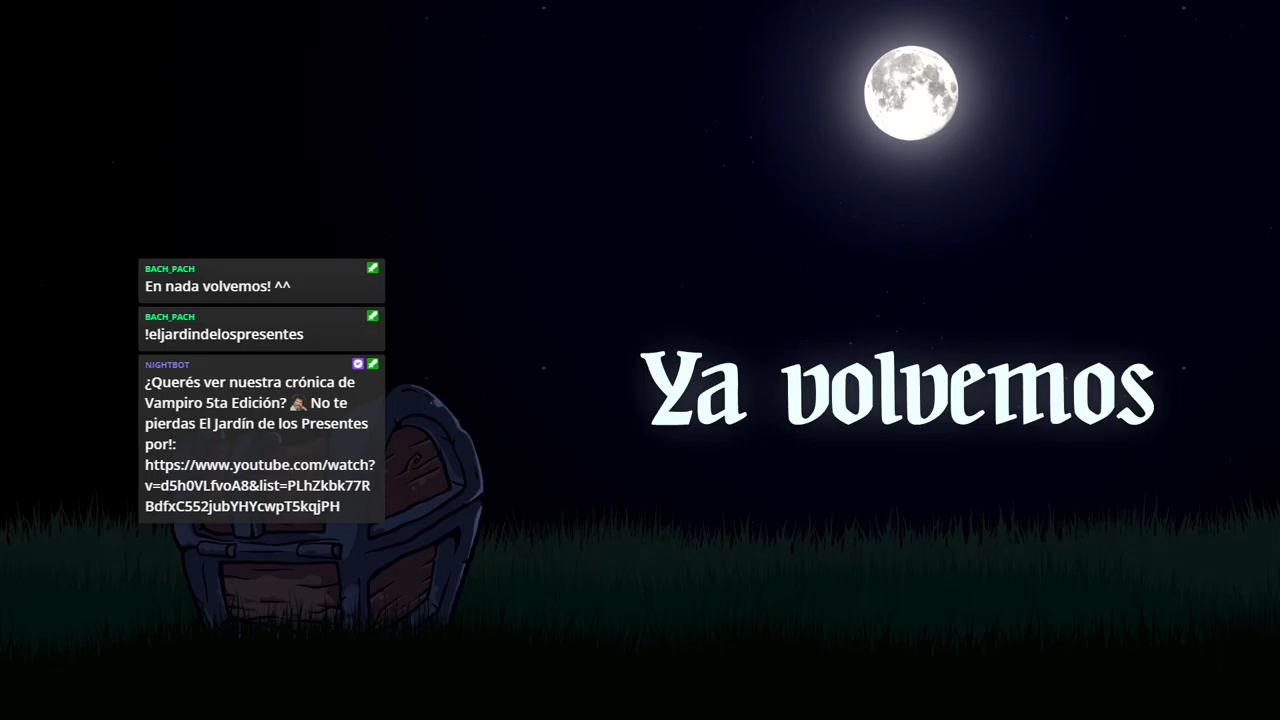 BACH_PACH
En nada volvemos! ^^
BACH_PACH
!eljardindelospresentes
NIGHTBOT
¿Querés ver nuestra crónica de
Vampiro 5ta Edición? No te
pierdas El Jardín de los Presentes
por!:
https://www.youtube.com/watch?
v=d5h0VLfvoA8&list=PLhZkbk77R
BdfxC552jubYHYcwpT5kqjPH
Ya volvemos